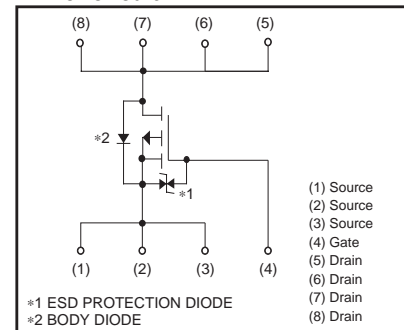 (8) (7) (6) (5)
∗2
∗1
(1) Source
(2) Source
(3) Source
(4) Gate
(5) Drain
(6) Drain
(7) Drain
(8) Drain
(1) (2) (3) (4)
∗1 ESD PROTECTION DIODE
∗2 BODY DIODE